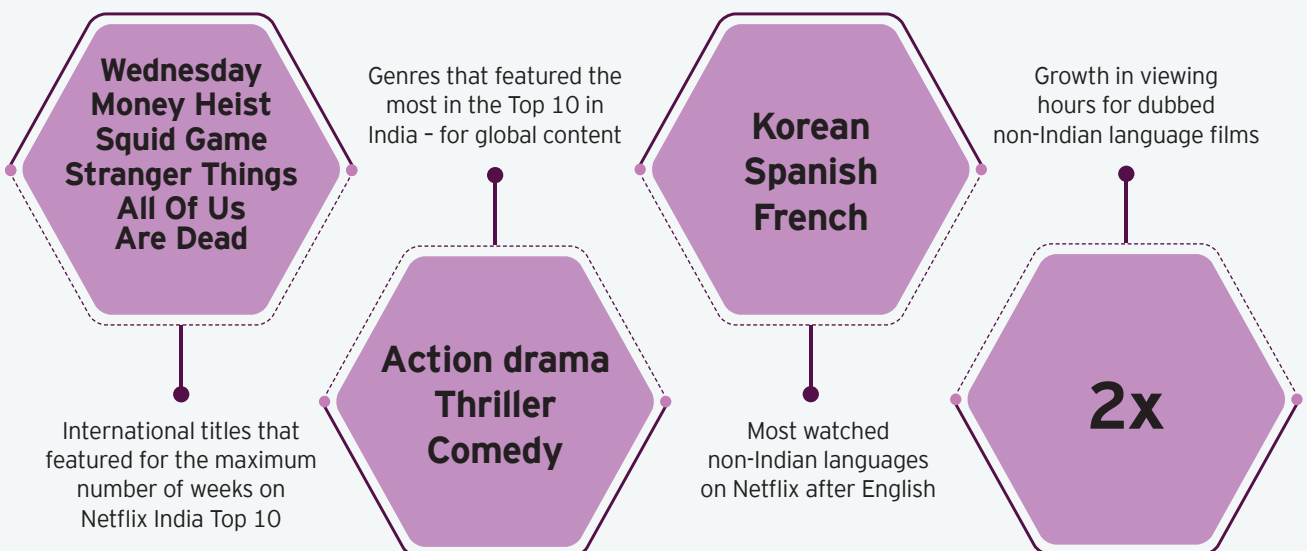 Wednesday
Money Heist
Squid Game
Stranger Things
All Of Us
Are Dead
International titles that
featured for the maximum
number of weeks on
Netflix India Top 10
Genres that featured the
most in the Top 10 in
India – for global content
Action drama
Thriller
Comedy
Korean
Spanish
French
Most watched
non-Indian languages
on Netflix after English
Growth in viewing
hours for dubbed
non-Indian language films
2x